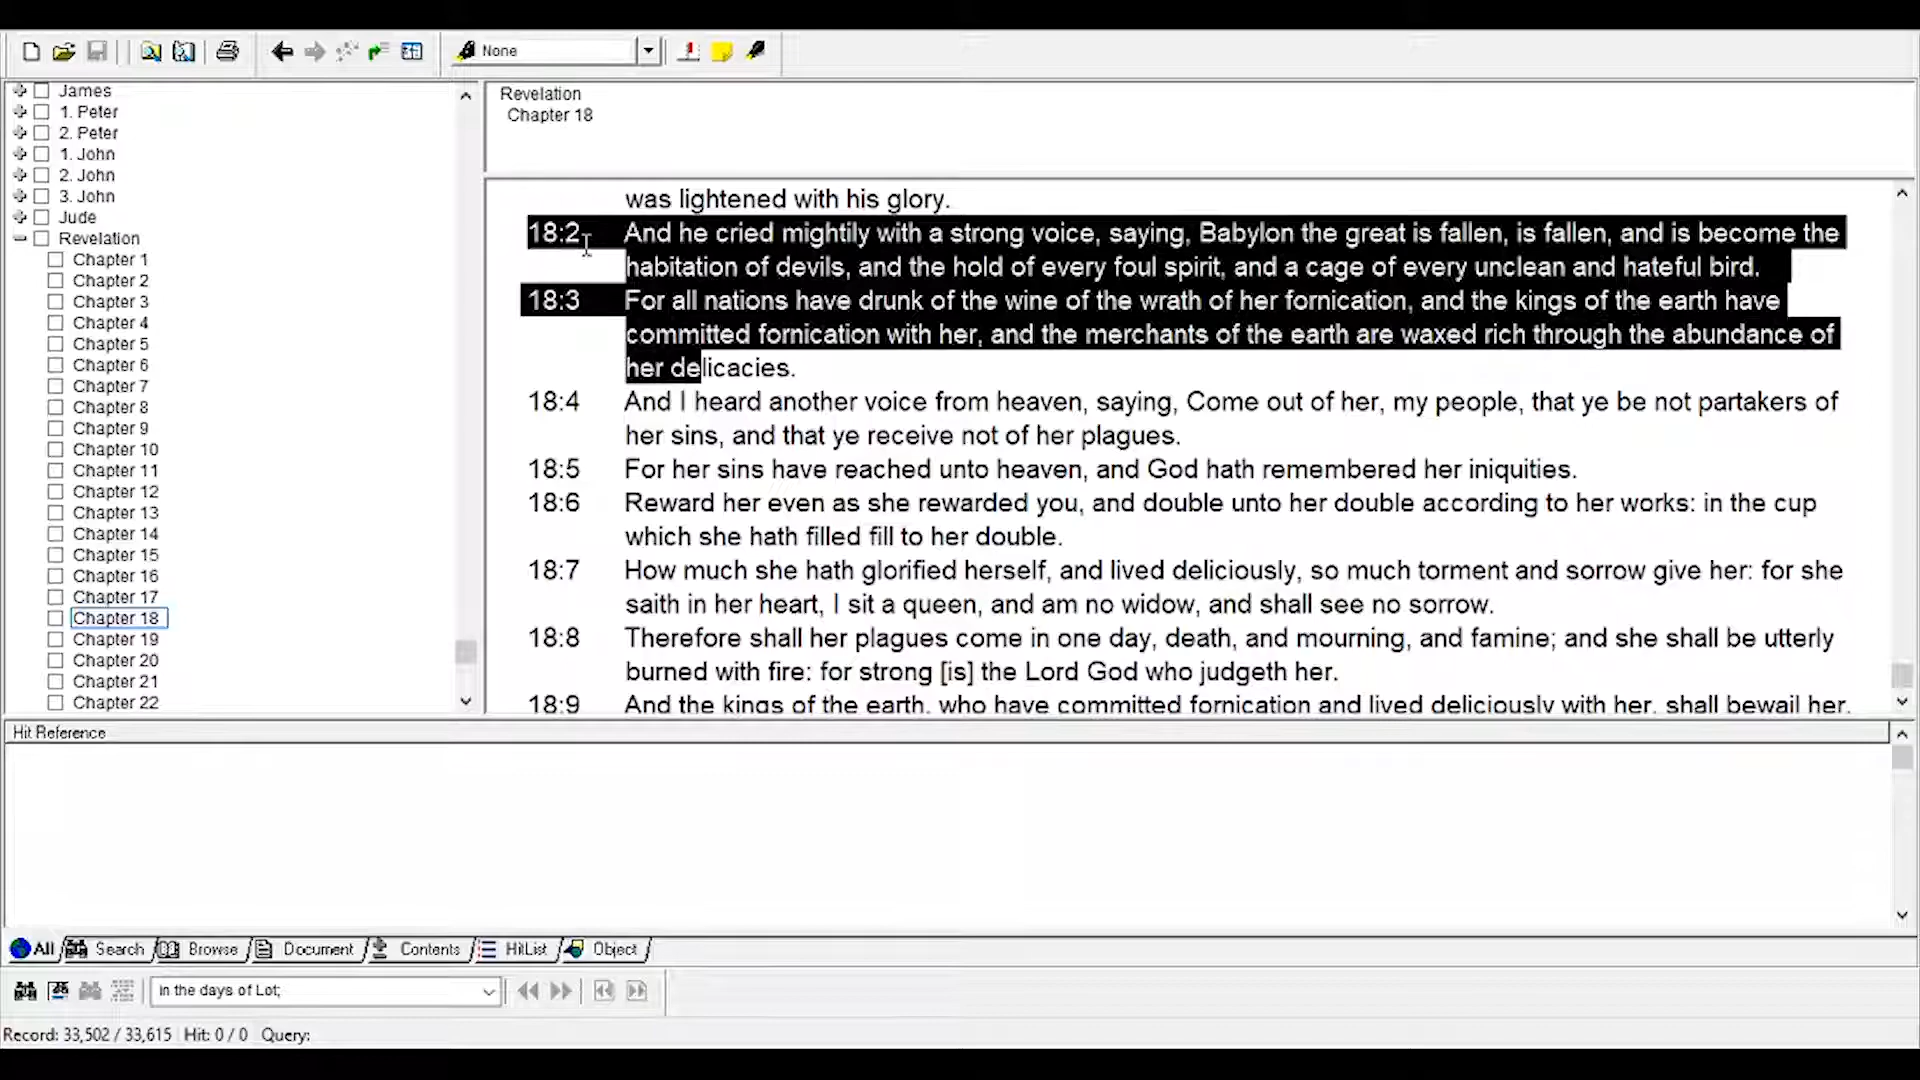 None
James
1. Peter
2. Peter
1. John
2. John
3. John
Jude
Revelation
Chapter 1
Chapter 2
Chapter 3
Chapter 4
Chapter 5
Chapter 6
Chapter 7
Chapter 8
Chapter 9
Chapter 10
Chapter 11
Chapter 12
Chapter 13
Chapter 14
Chapter 15
Chapter 16
Chapter 17
Chapter 18
Chapter 19
Chapter 20
Chapter 21
Chapter 22
Revelation
Chapter 18
was lightened with his glory.
18:2 And he cried mightily with a strong voice, saying, Babylon the great is fallen, is fallen, and is become the
habitation of devils, and the hold of every foul spirit, and a cage of every unclean and hateful bird.
18:3 For all nations have drunk of the wine of the wrath of her fornication, and the kings of the earth have
committed fornication with her, and the merchants of the earth are waxed rich through the abundance of
her delicacies.
18:4 And I heard another voice from heaven, saying, Come out of her, my people, that ye be not partakers of
her sins, and that ye receive not of her plagues.
18:5 For her sins have reached unto heaven, and God hath remembered her iniquities.
18:6 Reward her even as she rewarded you, and double unto her double according to her works: in the cup
which she hath filled fill to her double.
18:7 How much she hath glorified herself, and lived deliciously, so much torment and sorrow give her: for she
saith in her heart, I sit a queen, and am no widow, and shall see no sorrow.
18:8 Therefore shall her plagues come in one day, death, and mourning, and famine; and she shall be utterly
burned with fire: for strong [is] the Lord God who judgeth her.
18:9 And the kings of the earth, who have committed fornication and lived deliciously with her, shall bewail her,
Hit Reference
All Search Browse Document Contents HitList Object
in the days of Lot;
Record: 33,502 / 33,615 Hit: 0 / 0 Query: